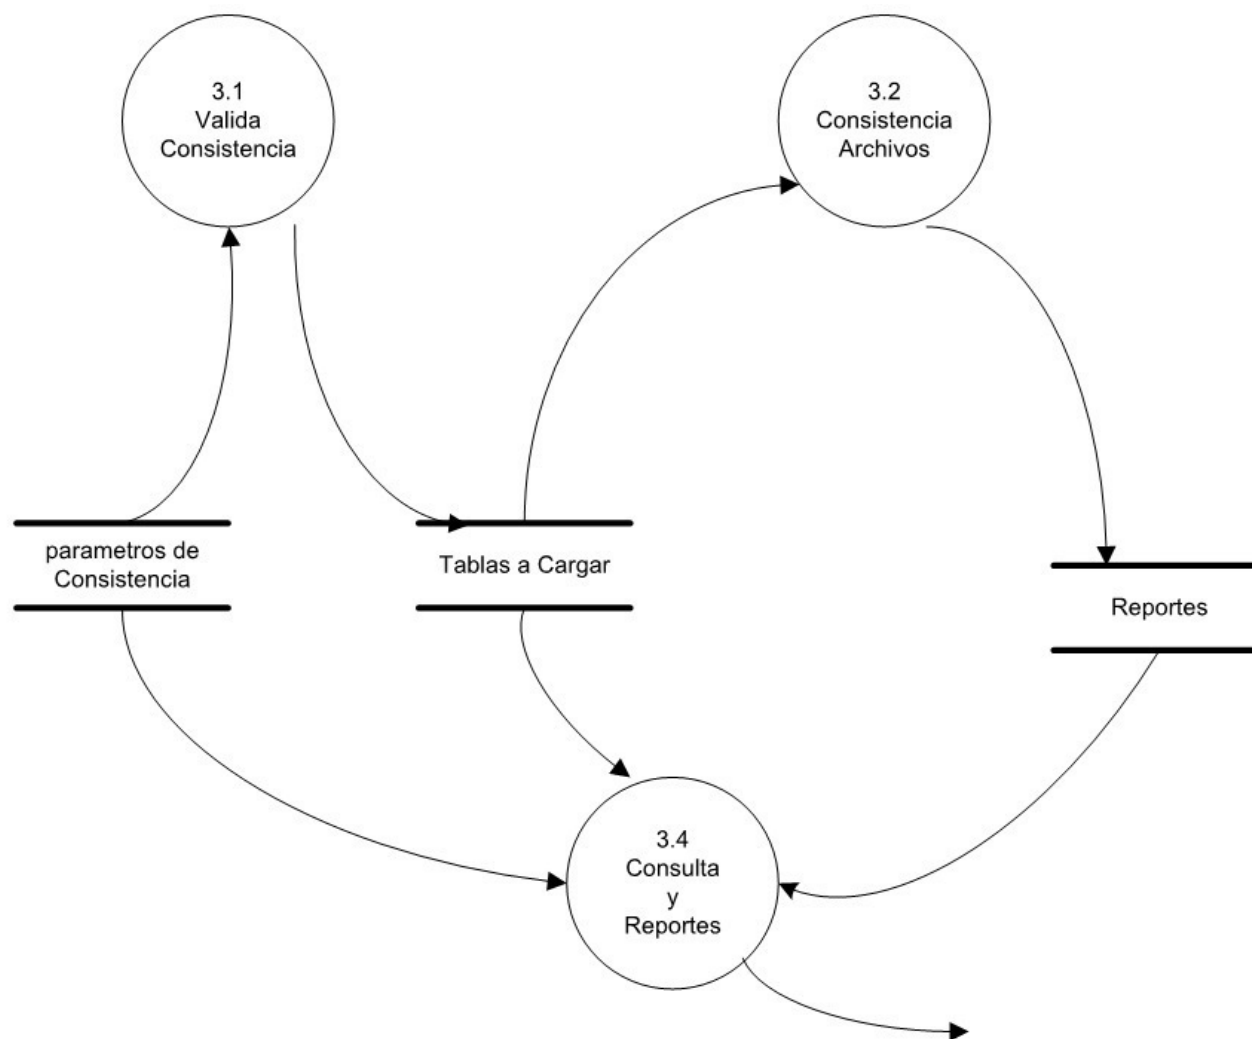 3.1
Valida
Consistencia
3.2
Consistencia
Archivos
parametros de
Consistencia
Tablas a Cargar
Reportes
3.4
Consulta
y
Reportes